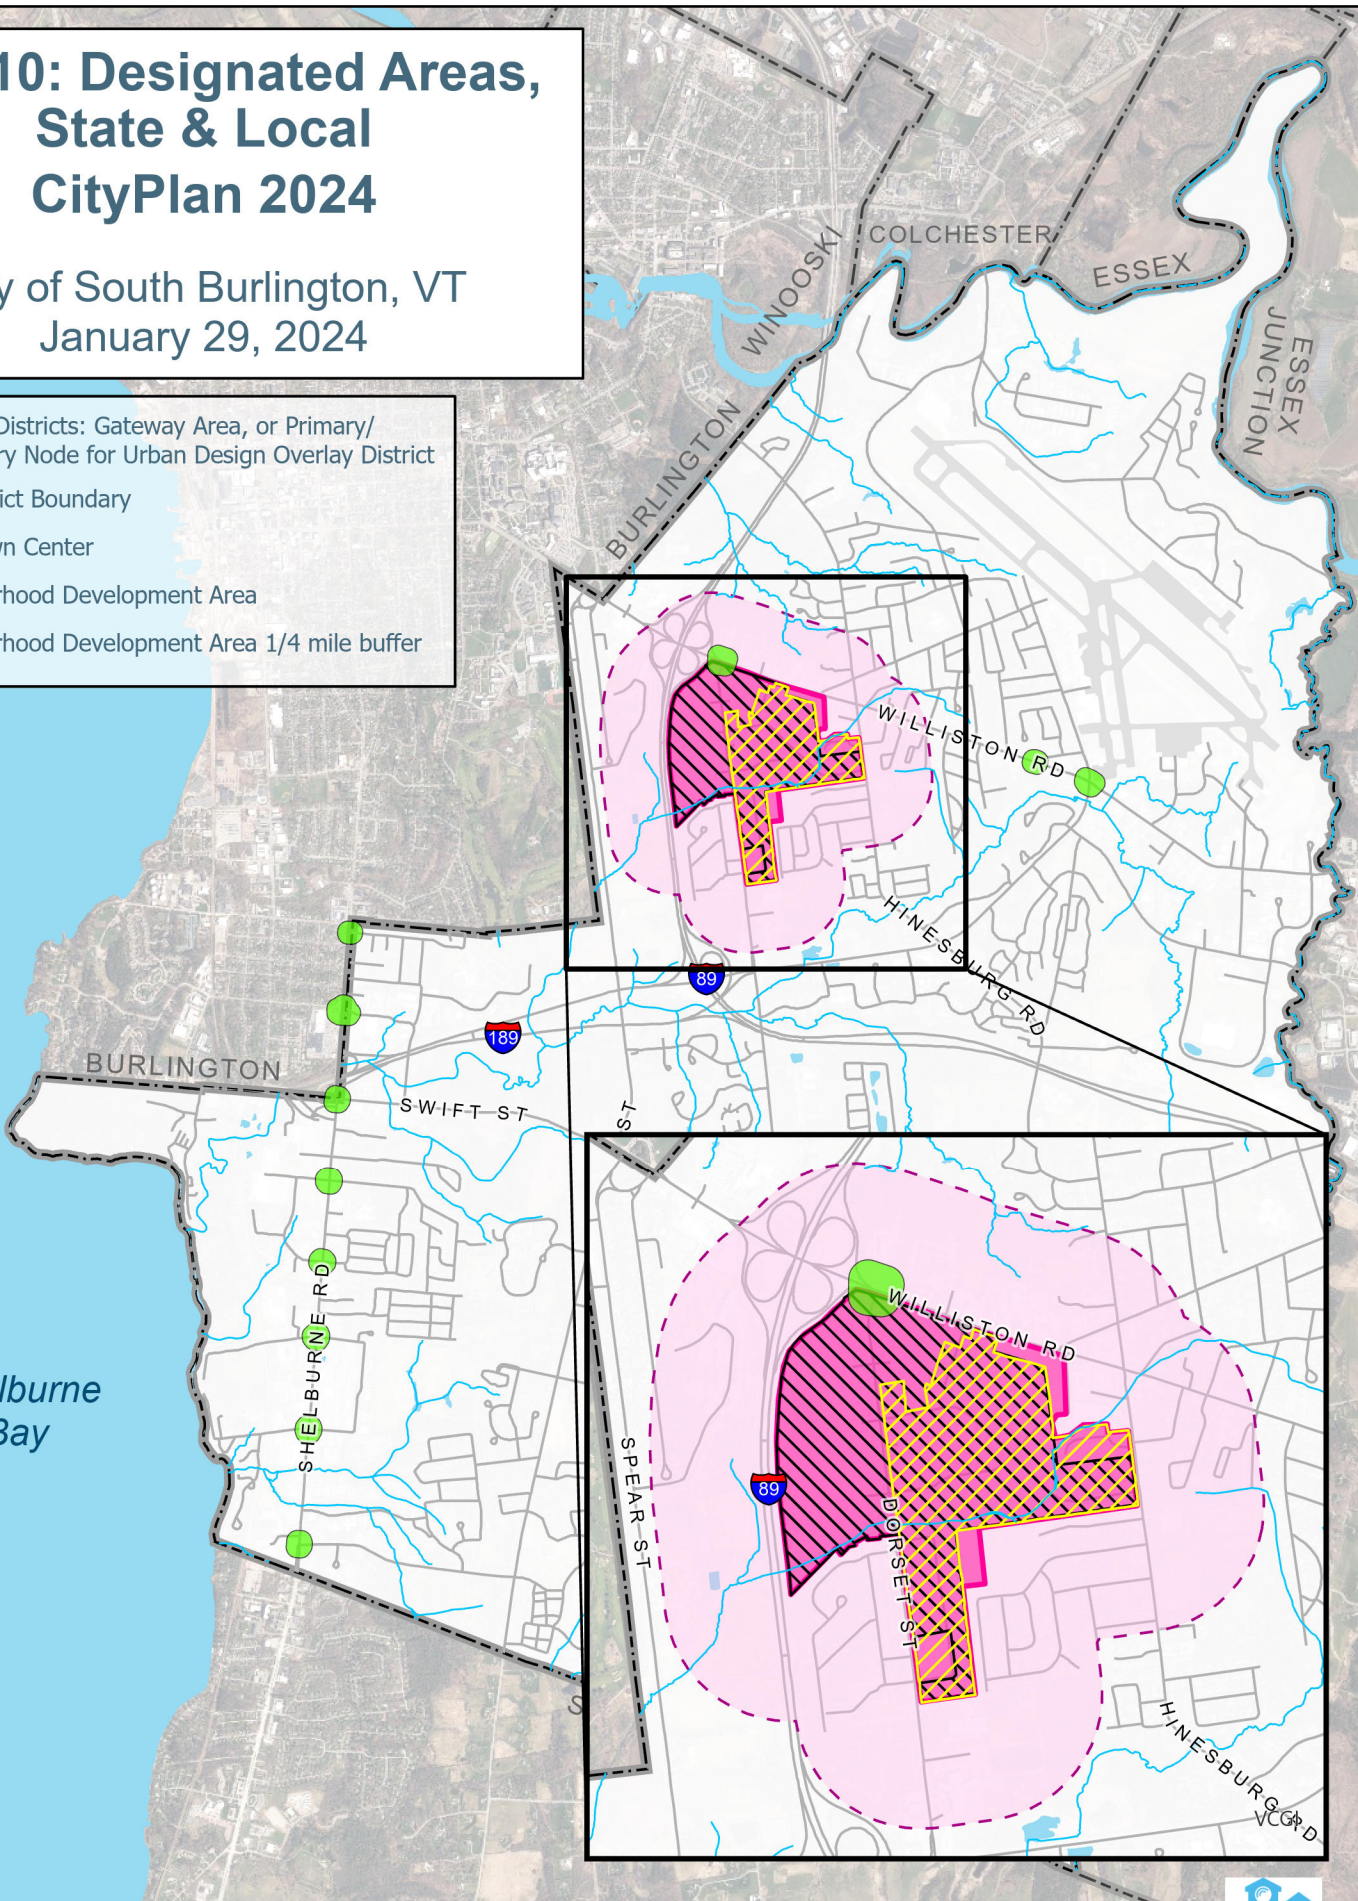 10: Designated Areas,
State & Local
CityPlan 2024
y of South Burlington, VT
January 29, 2024
Districts: Gateway Area, or Primary/
ry Node for Urban Design Overlay District
ict Boundary
n Center
rhood Development Area
rhood Development Area 1/4 mile buffer
COLCHESTER
ESSEX
WINOOSKI
ESSEX
JUNCTION
BURLINGTON
WILLISTON RD
HINESBURG RD
89
189
BURLINGTON
SWIFT ST
ST
SHELBURNE RD
lburne
Bay
S
WILLISTON RD
SPEAR ST
89
DORSET ST
HINESBURG RD
VCGI